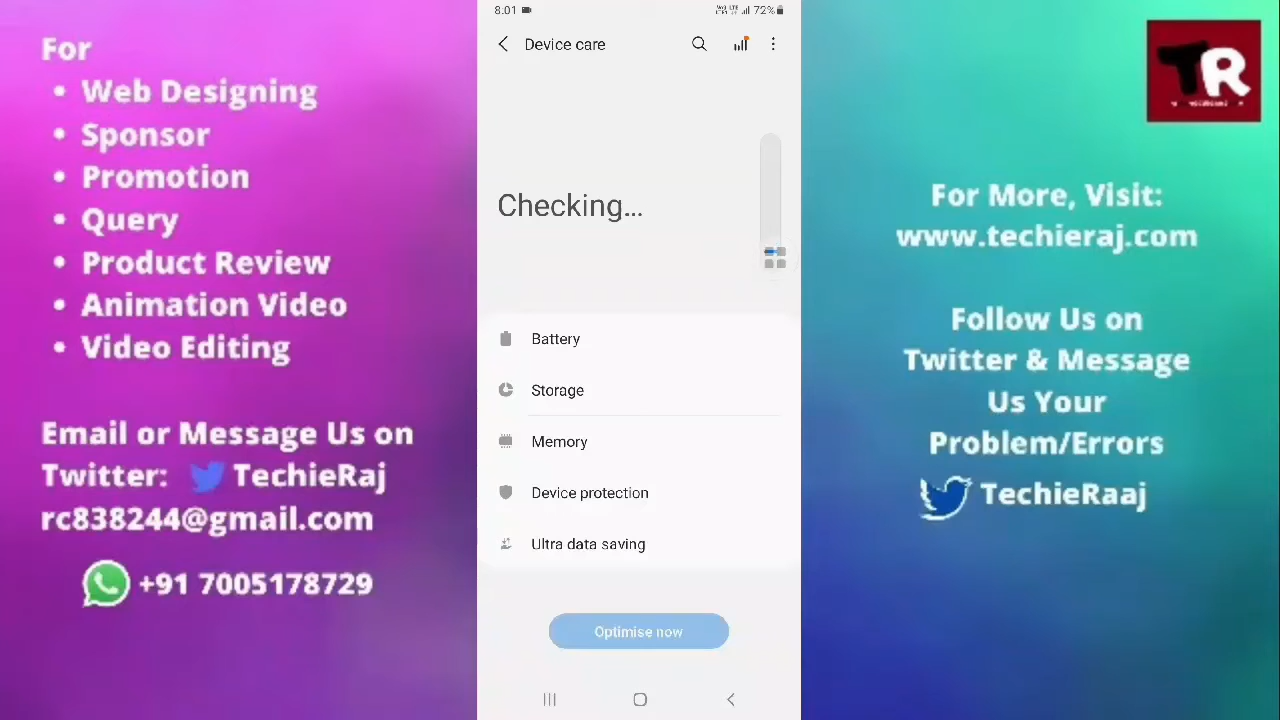 For
• Web Designing
• Sponsor
• Promotion
• Query
• Product Review
• Animation Video
• Video Editing
Email or Message Us on
Twitter: TechieRaj
rc838244@gmail.com
+91 7005178729
8:01
72%
Device care
Checking...
Battery
Storage
Memory
Device protection
Ultra data saving
Optimise now
TR
For More, Visit:
www.techieraj.com
Follow Us on
Twitter & Message
Us Your
Problem/Errors
TechieRaaj